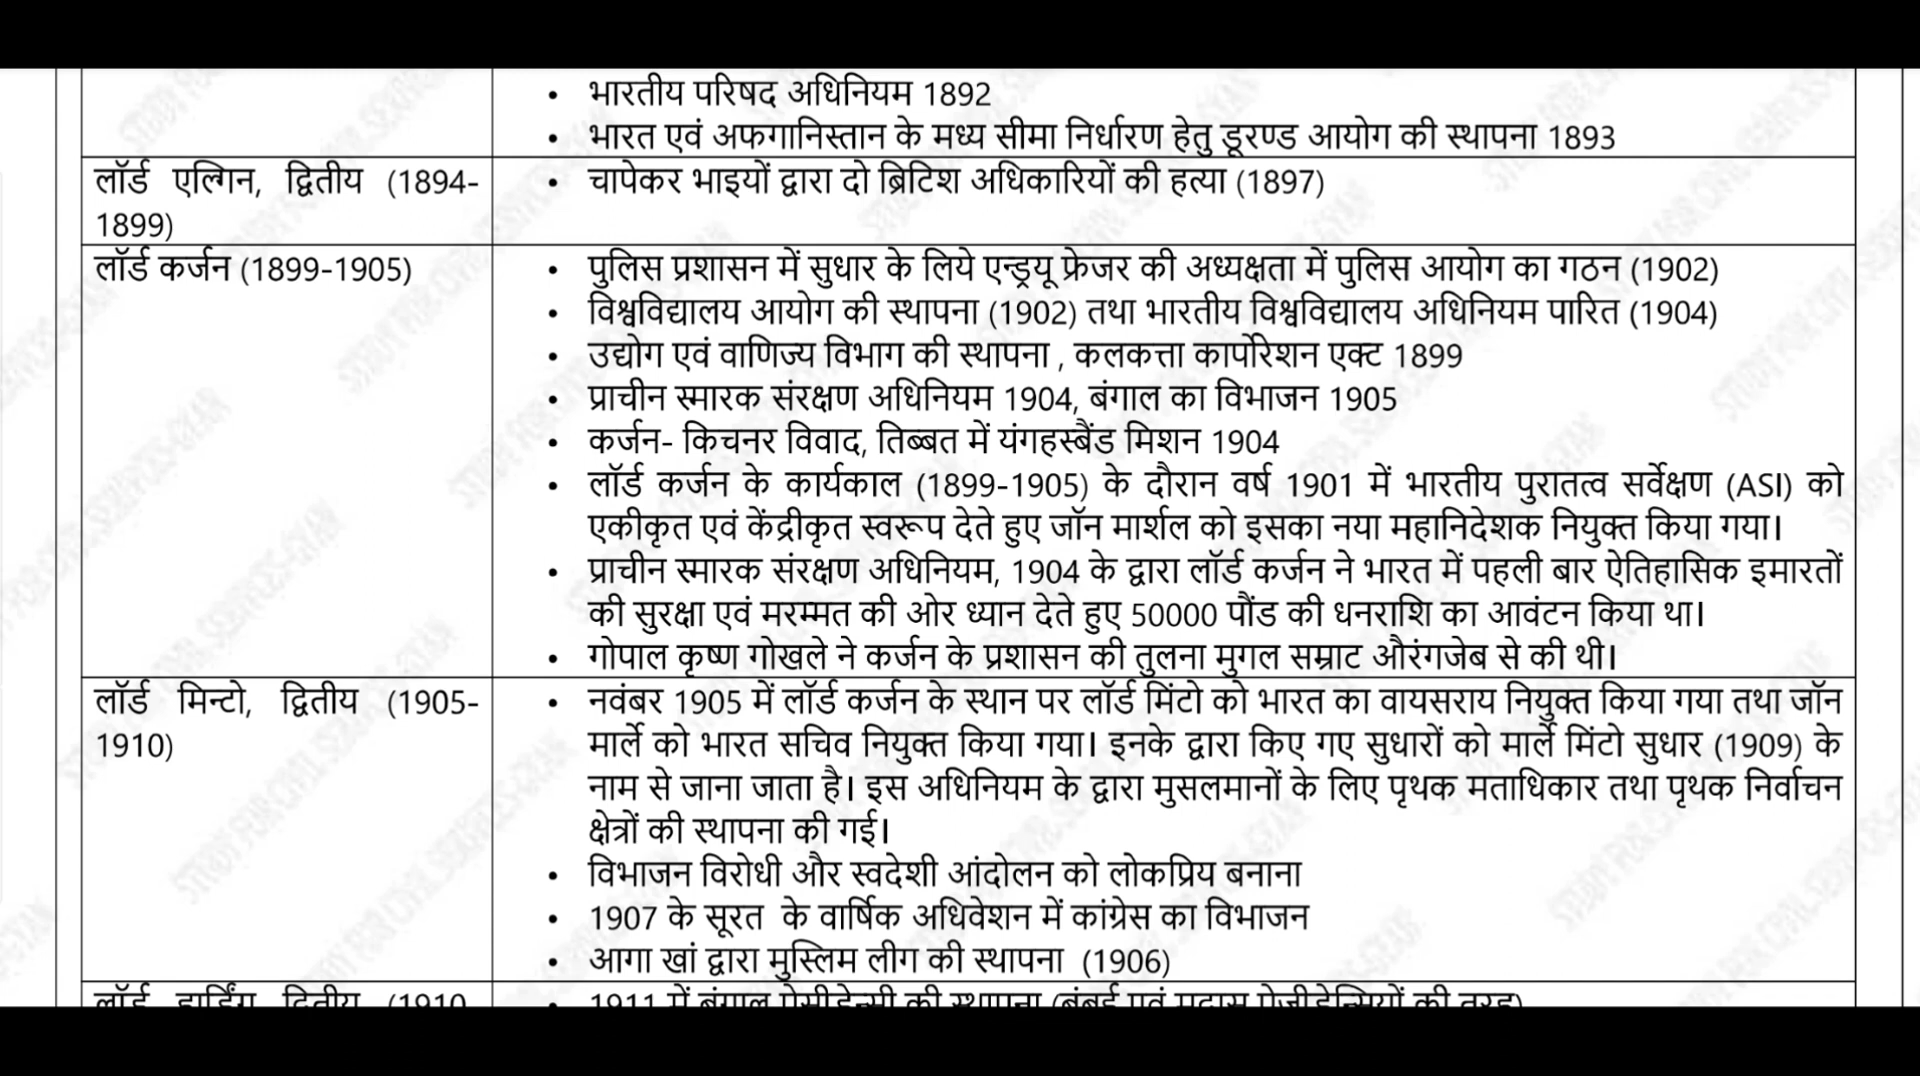 • भारतीय परिषद अधिनियम 1892
• भारत एवं अफगानिस्तान के मध्य सीमा निर्धारण हेतु डूरण्ड आयोग की स्थापना 1893
लॉर्ड एल्गिन, द्वितीय (1894-
1899)
• चापेकर भाइयों द्वारा दो ब्रिटिश अधिकारियों की हत्या (1897)
लॉर्ड कर्जन (1899-1905)
• पुलिस प्रशासन में सुधार के लिये एन्ड्रयू फ्रेजर की अध्यक्षता में पुलिस आयोग का गठन (1902)
• विश्वविद्यालय आयोग की स्थापना (1902) तथा भारतीय विश्वविद्यालय अधिनियम पारित (1904)
• उद्योग एवं वाणिज्य विभाग की स्थापना , कलकत्ता कार्पोरेशन एक्ट 1899
• प्राचीन स्मारक संरक्षण अधिनियम 1904, बंगाल का विभाजन 1905
• कर्जन- किचनर विवाद, तिब्बत में यंगहस्बैंड मिशन 1904
• लॉर्ड कर्जन के कार्यकाल (1899-1905) के दौरान वर्ष 1901 में भारतीय पुरातत्व सर्वेक्षण (ASI) को
एकीकृत एवं केंद्रीकृत स्वरूप देते हुए जॉन मार्शल को इसका नया महानिदेशक नियुक्त किया गया।
• प्राचीन स्मारक संरक्षण अधिनियम, 1904 के द्वारा लॉर्ड कर्जन ने भारत में पहली बार ऐतिहासिक इमारतों
की सुरक्षा एवं मरम्मत की ओर ध्यान देते हुए 50000 पौंड की धनराशि का आवंटन किया था।
• गोपाल कृष्ण गोखले ने कर्जन के प्रशासन की तुलना मुगल सम्राट औरंगजेब से की थी।
लॉर्ड मिन्टो, द्वितीय (1905-
1910)
• नवंबर 1905 में लॉर्ड कर्जन के स्थान पर लॉर्ड मिंटो को भारत का वायसराय नियुक्त किया गया तथा जॉन
मार्ले को भारत सचिव नियुक्त किया गया। इनके द्वारा किए गए सुधारों को मार्ले मिंटो सुधार (1909) के
नाम से जाना जाता है। इस अधिनियम के द्वारा मुसलमानों के लिए पृथक मताधिकार तथा पृथक निर्वाचन
क्षेत्रों की स्थापना की गई।
• विभाजन विरोधी और स्वदेशी आंदोलन को लोकप्रिय बनाना
• 1907 के सूरत के वार्षिक अधिवेशन में कांग्रेस का विभाजन
• आगा खां द्वारा मुस्लिम लीग की स्थापना (1906)
लॉर्ड हार्डिंग द्वितीय (1910
• 1911 में बंगाल प्रेसीडेन्सी की स्थापना (बंबई एवं मद्रास प्रेजीडेन्सियों की तरह)